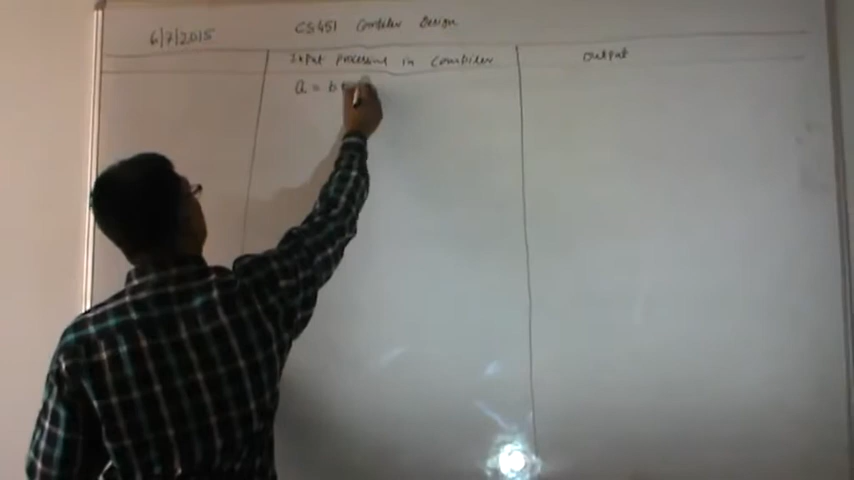 6/7/2015
CS451 Compiler Design
Input processing in Compiler
Output
a = b